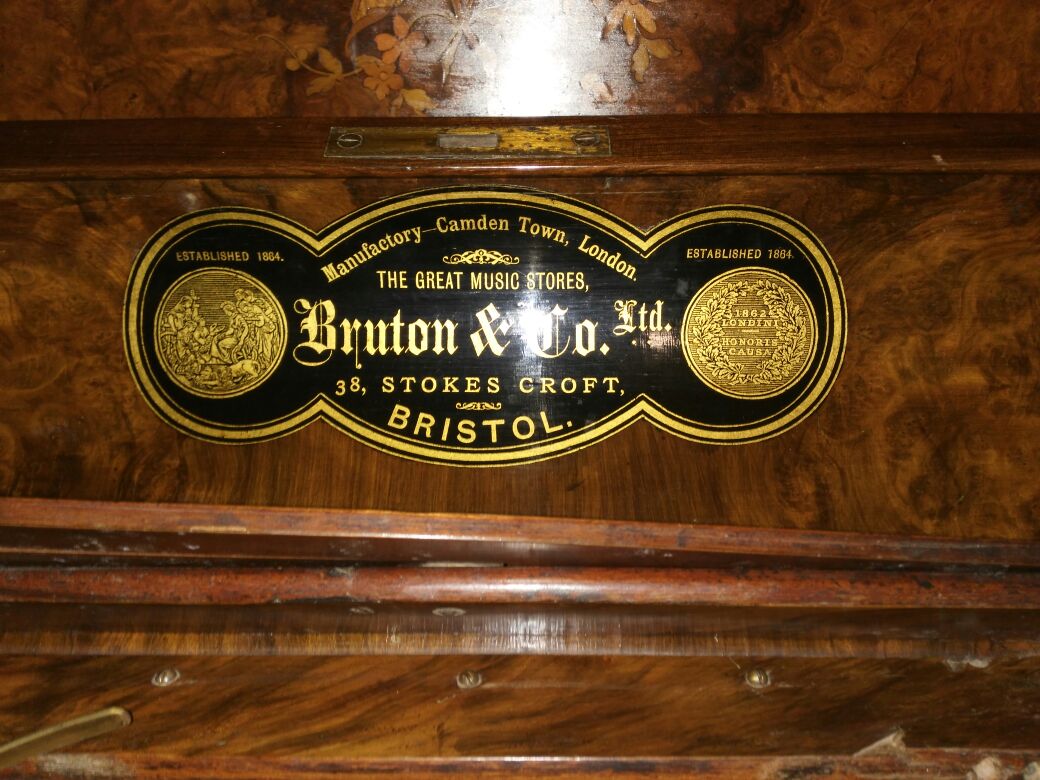 Manufactory-Camden Town, London.
ESTABLISHED 1864.
ESTABLISHED 1864.
THE GREAT MUSIC STORES,
Bruton & Co. Ltd.
1862
LONDINI
HONORIS
CAUSA
38, STOKES CROFT,
BRISTOL.